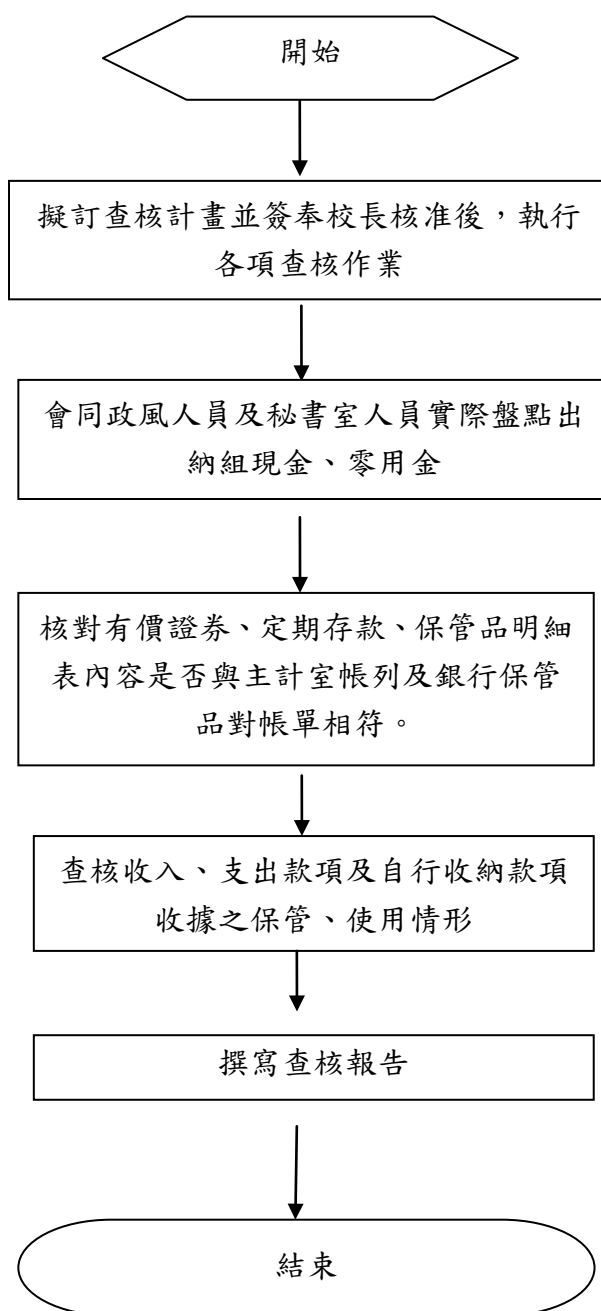 開始
擬訂查核計畫並簽奉校長核准後，執行
各項查核作業
會同政風人員及秘書室人員實際盤點出
納組現金、零用金
核對有價證券、定期存款、保管品明細
表內容是否與主計室帳列及銀行保管
品對帳單相符。
查核收入、支出款項及自行收納款項
收據之保管、使用情形
撰寫查核報告
結束